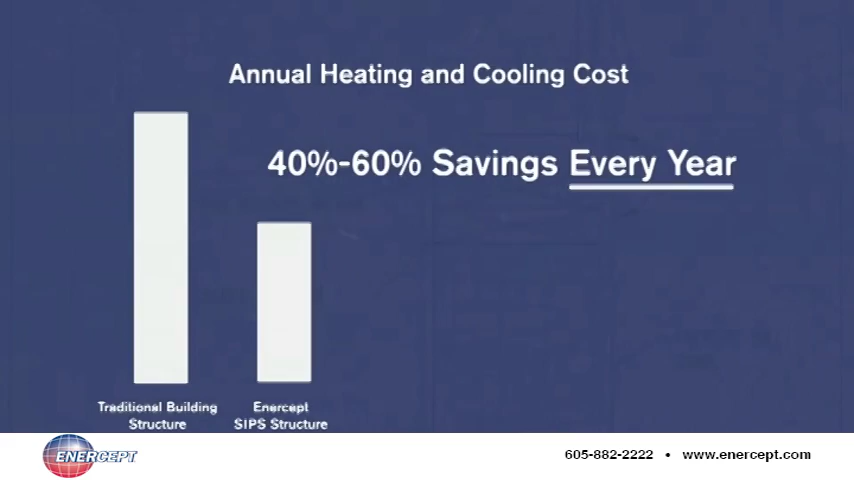 Annual Heating and Cooling Cost
40%-60% Savings Every Year
Traditional Building
Structure
Enercept
SIPS Structure
ENERCEPT
605-882-2222 • www.enercept.com